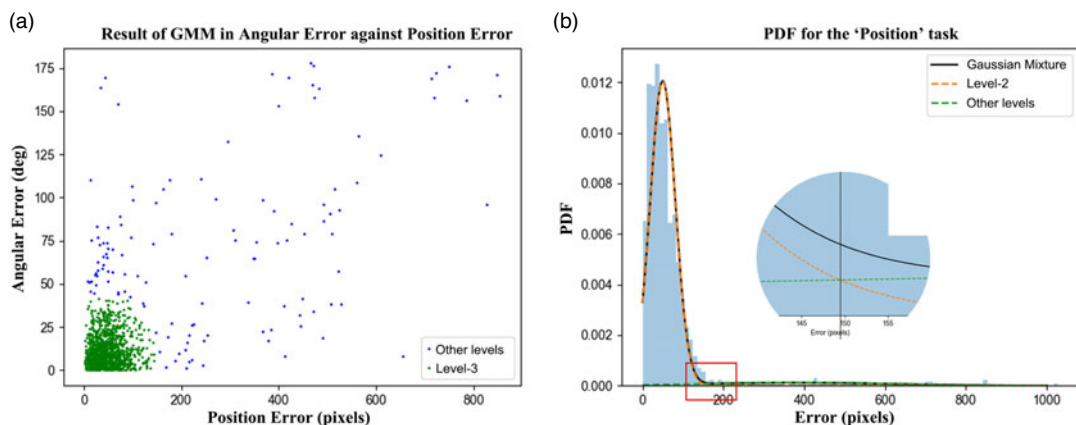 (a)
Result of GMM in Angular Error against Position Error
175
150
125
100
75
50
25
0
Angular Error (deg)
0 200 400 600 800
Position Error (pixels)
Other levels
Level-3
(b)
PDF for the ‘Position’ task
0.012
0.010
0.008
0.006
0.004
0.002
0.000
PDF
0 200 400 600 800 1000
Error (pixels)
Gaussian Mixture
Level-2
Other levels
145 150 155
Error (pixels)